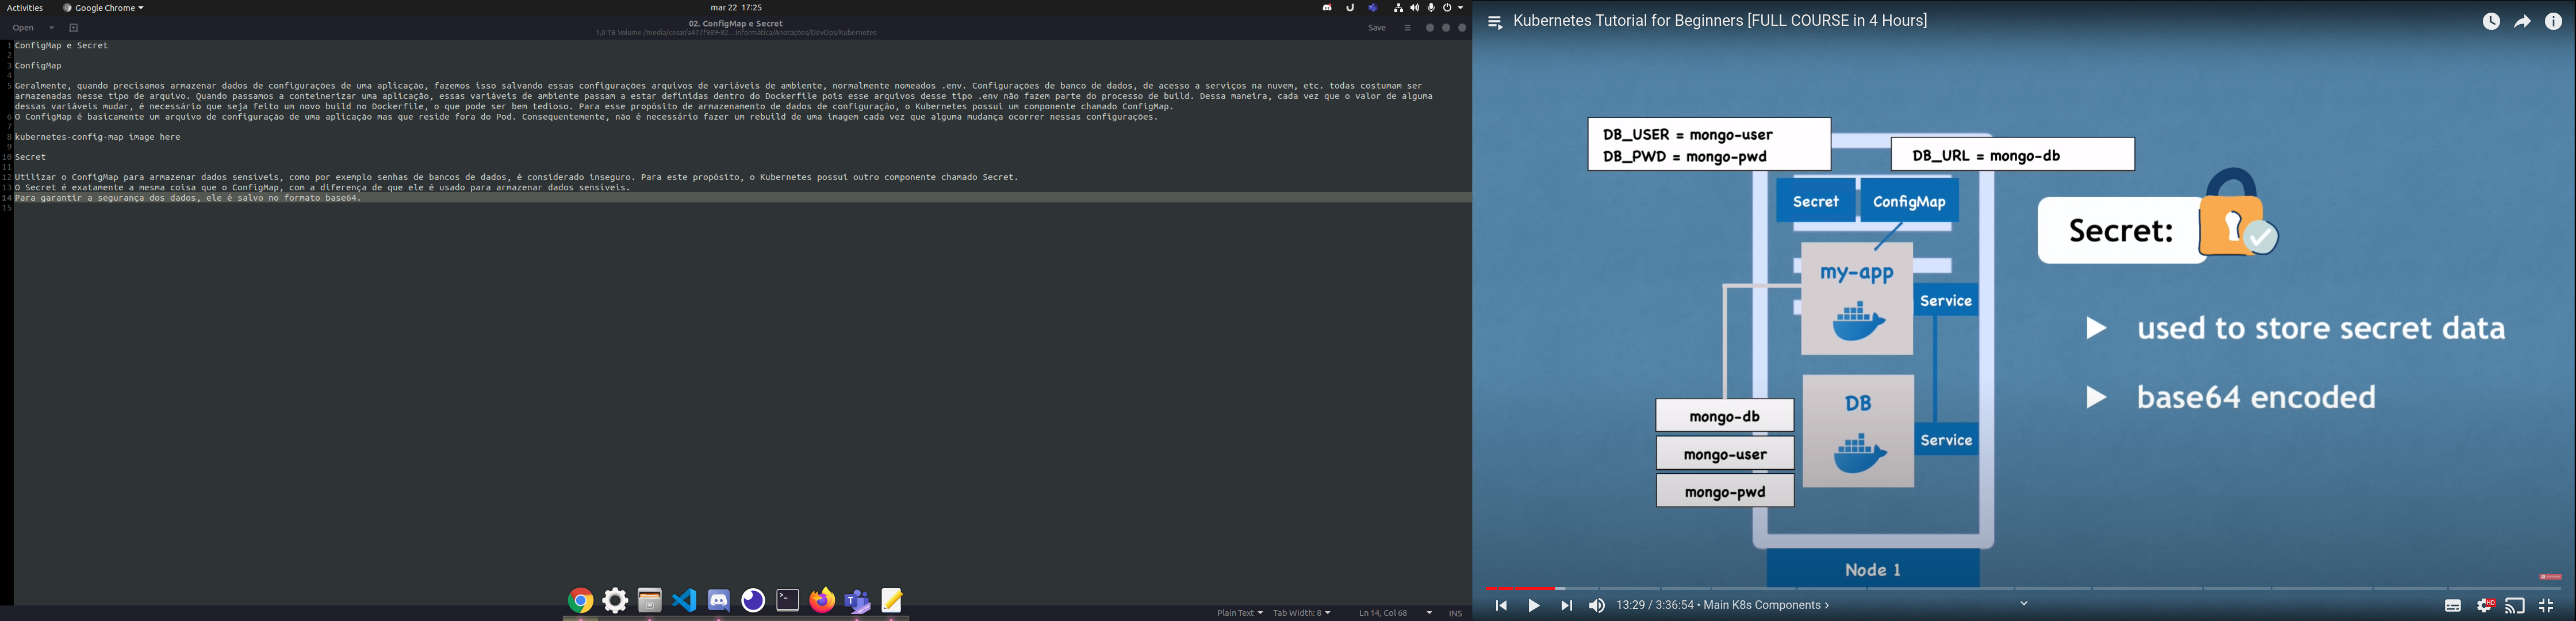 Activities
Google Chrome
mar 22 17:25
Open
02. ConfigMap e Secret
1,0 TB Volume /media/cesar/a477f989-82...Informática/Anotações/DevOps/Kubernetes
Save
1 ConfigMap e Secret
2
3 ConfigMap
4
5 Geralmente, quando precisamos armazenar dados de configurações de uma aplicação, fazemos isso salvando essas configurações arquivos de variáveis de ambiente, normalmente nomeados .env. Configurações de banco de dados, de acesso a serviços na nuvem, etc. todas costumam ser
armazenadas nesse tipo de arquivo. Quando passamos a conteinerizar uma aplicação, essas variáveis de ambiente passam a estar definidas dentro do Dockerfile pois esse arquivos desse tipo .env não fazem parte do processo de build. Dessa maneira, cada vez que o valor de alguma
dessas variáveis mudar, é necessário que seja feito um novo build no Dockerfile, o que pode ser bem tedioso. Para esse propósito de armazenamento de dados de configuração, o Kubernetes possui um componente chamado ConfigMap.
6 O ConfigMap é basicamente um arquivo de configuração de uma aplicação mas que reside fora do Pod. Consequentemente, não é necessário fazer um rebuild de uma imagem cada vez que alguma mudança ocorrer nessas configurações.
7
8 kubernetes-config-map image here
9
10 Secret
11
12 Utilizar o ConfigMap para armazenar dados sensíveis, como por exemplo senhas de bancos de dados, é considerado inseguro. Para este propósito, o Kubernetes possui outro componente chamado Secret.
13 O Secret é exatamente a mesma coisa que o ConfigMap, com a diferença de que ele é usado para armazenar dados sensíveis.
14 Para garantir a segurança dos dados, ele é salvo no formato base64.
15
Plain Text
Tab Width: 8
Ln 14, Col 68
INS
Kubernetes Tutorial for Beginners [FULL COURSE in 4 Hours]
DB_USER = mongo-user
DB_PWD = mongo-pwd
DB_URL = mongo-db
Secret
ConfigMap
my-app
Service
DB
Service
mongo-db
mongo-user
mongo-pwd
Node 1
Secret:
used to store secret data
base64 encoded
13:29 / 3:36:54 • Main K8s Components ›
HD